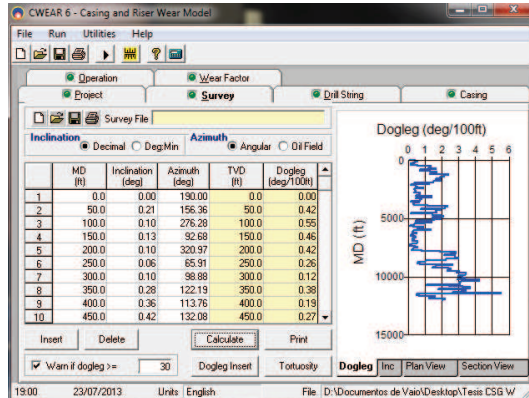 CWEAR 6 - Casing and Riser Wear Model
File Run Utilities Help
Operation Wear Factor
Project Survey Drill String Casing
Survey File
Inclination Decimal Deg:Min Azimuth Angular Oil Field
MD (ft) Inclination (deg) Azimuth (deg) TVD (ft) Dogleg (deg/100ft)
1 0.0 0.00 190.00 0.0 0.00
2 50.0 0.21 156.36 50.0 0.42
3 100.0 0.10 276.28 100.0 0.55
4 150.0 0.13 92.68 150.0 0.46
5 200.0 0.10 320.97 200.0 0.42
6 250.0 0.06 65.91 250.0 0.26
7 300.0 0.10 98.88 300.0 0.12
8 350.0 0.28 122.19 350.0 0.38
9 400.0 0.36 113.76 400.0 0.19
10 450.0 0.42 132.08 450.0 0.27
Insert Delete Calculate Print
Warn if dogleg >= 30 Dogleg Insert Tortuosity
Dogleg (deg/100ft)
0 1 2 3 4 5 6
0
5000
10000
15000
MD (ft)
Dogleg Inc Plan View Section View
19:00 23/07/2013 Units English File D:\Documentos de Vaio\Desktop\Tesis CSG W